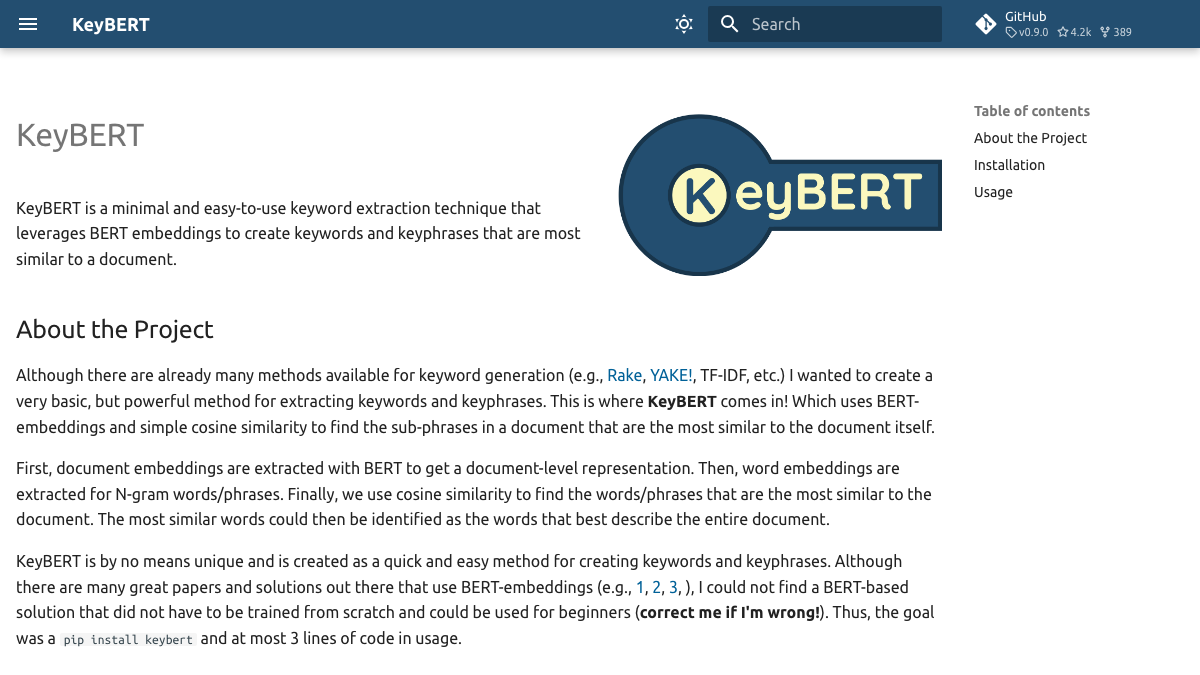 KeyBERT
Search
GitHub
v0.9.0 4.2k 389
KeyBERT
KeyBERT
Table of contents
About the Project
Installation
Usage
KeyBERT is a minimal and easy-to-use keyword extraction technique that
leverages BERT embeddings to create keywords and keyphrases that are most
similar to a document.
About the Project
Although there are already many methods available for keyword generation (e.g., Rake, YAKE!, TF-IDF, etc.) I wanted to create a
very basic, but powerful method for extracting keywords and keyphrases. This is where KeyBERT comes in! Which uses BERT-
embeddings and simple cosine similarity to find the sub-phrases in a document that are the most similar to the document itself.
First, document embeddings are extracted with BERT to get a document-level representation. Then, word embeddings are
extracted for N-gram words/phrases. Finally, we use cosine similarity to find the words/phrases that are the most similar to the
document. The most similar words could then be identified as the words that best describe the entire document.
KeyBERT is by no means unique and is created as a quick and easy method for creating keywords and keyphrases. Although
there are many great papers and solutions out there that use BERT-embeddings (e.g., 1, 2, 3, ), I could not find a BERT-based
solution that did not have to be trained from scratch and could be used for beginners (correct me if I'm wrong!). Thus, the goal
was a pip install keybert and at most 3 lines of code in usage.